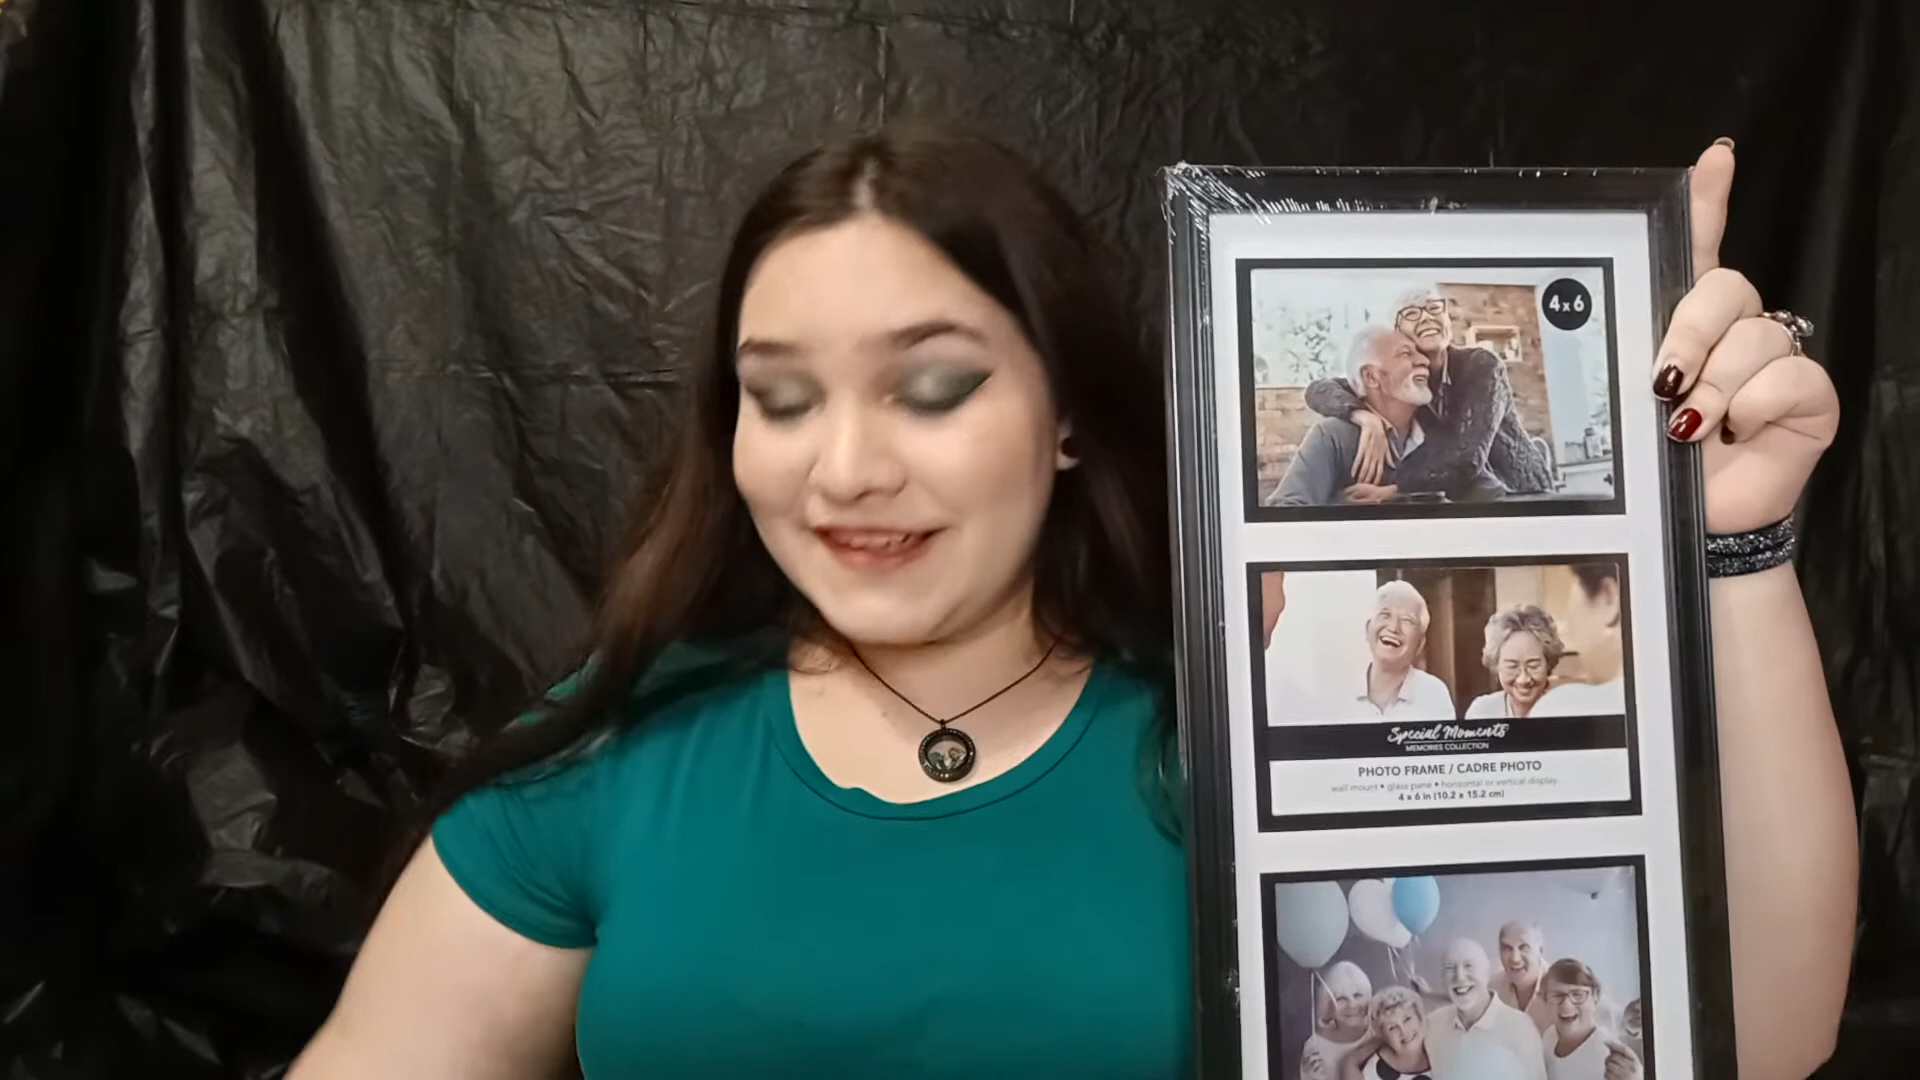 4x6
Special Moments
MEMORIES COLLECTION
PHOTO FRAME / CADRE PHOTO
wall mount • glass pane • horizontal or vertical display
4 x 6 in (10.2 x 15.2 cm)